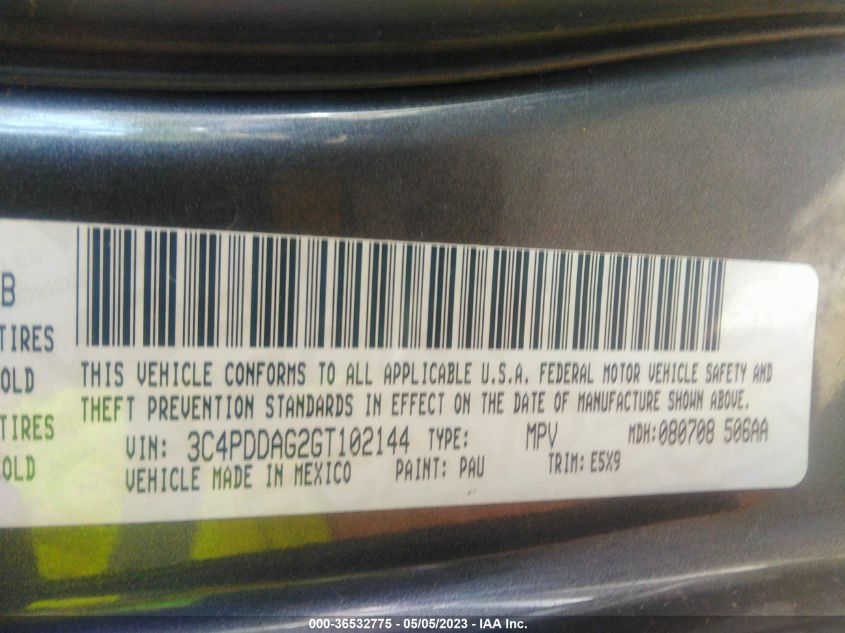 B
TIRES
OLD
TIRES
OLD
THIS VEHICLE CONFORMS TO ALL APPLICABLE U.S.A. FEDERAL MOTOR VEHICLE SAFETY AND
THEFT PREVENTION STANDARDS IN EFFECT ON THE DATE OF MANUFACTURE SHOWN ABOVE.
VIN: 3C4PDDAG2GT102144 TYPE: MPV MDH:080708 506AA
VEHICLE MADE IN MEXICO PAINT: PAU TRIM: E5X9
000-36532775 - 05/05/2023 - IAA Inc.